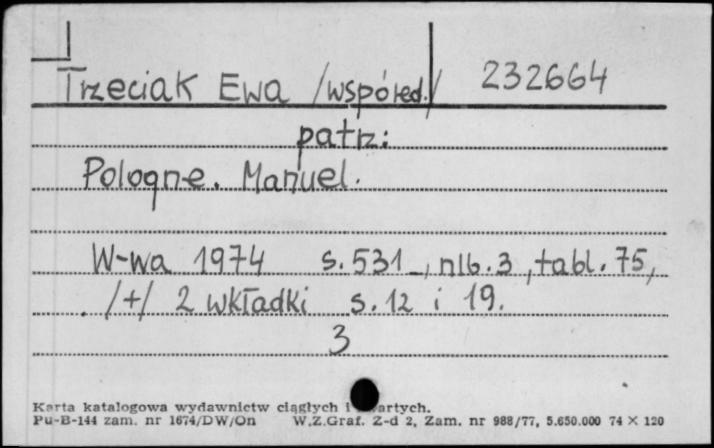 Trzeciak Ewa /współred./ 232664
patrz:
Pologne. Manuel.
W-wa 1974 s. 531, nlb. 3, tabl. 75,
/+/ 2 wkładki s. 12 i 19.
3
Karta katalogowa wydawnictw ciągłych i
Pu-B-144 zam. nr 1674/DW/On W.Z.Graf. Z-d 2, Zam. nr 988/77, 5.650.000 74 X 120